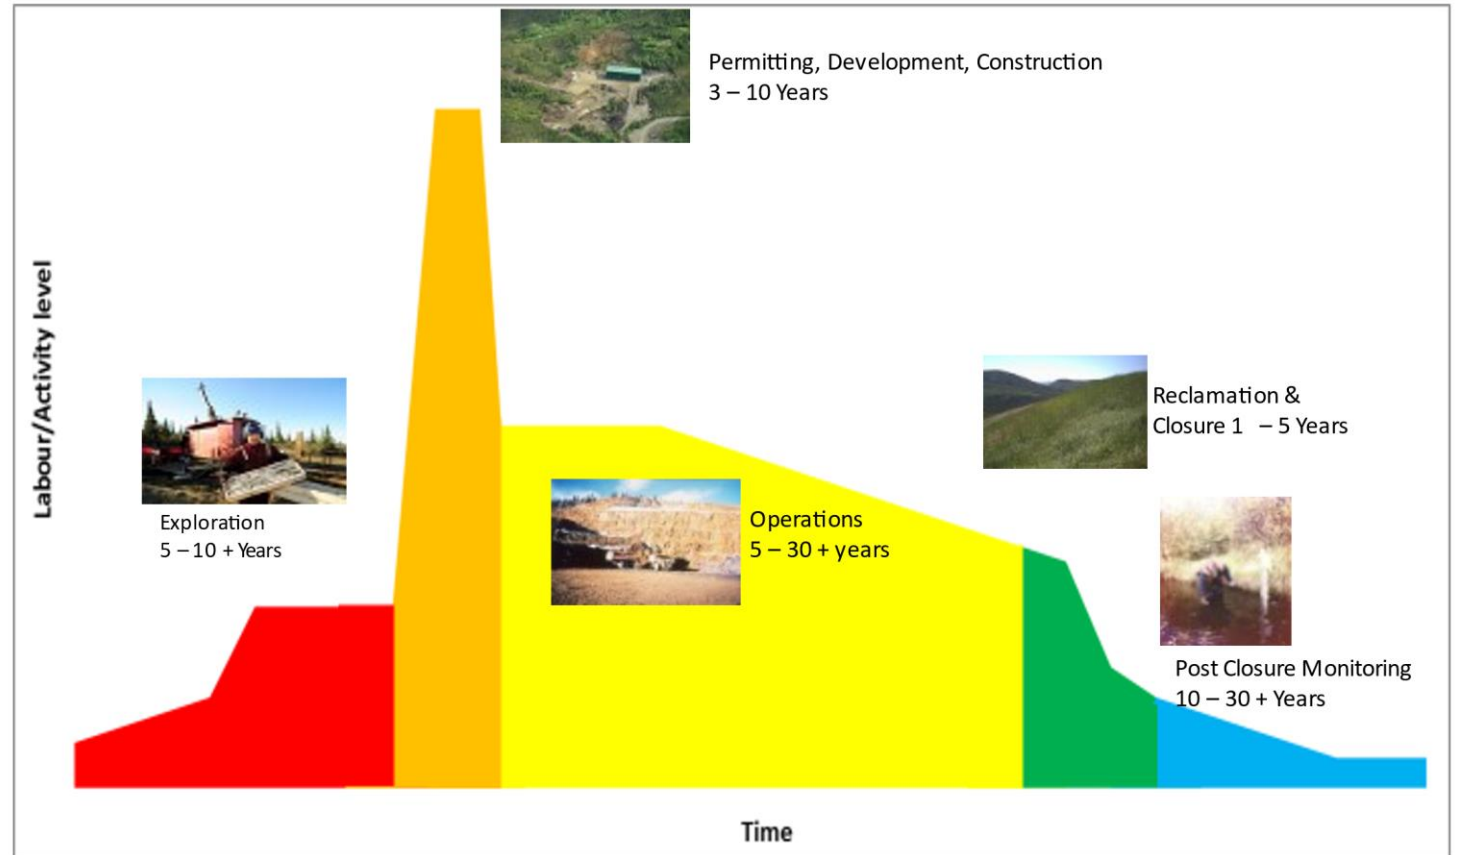 Permitting, Development, Construction
3 – 10 Years
Labour/Activity level
Reclamation &
Closure 1 – 5 Years
Exploration
5 – 10 + Years
Operations
5 – 30 + years
Post Closure Monitoring
10 – 30 + Years
Time